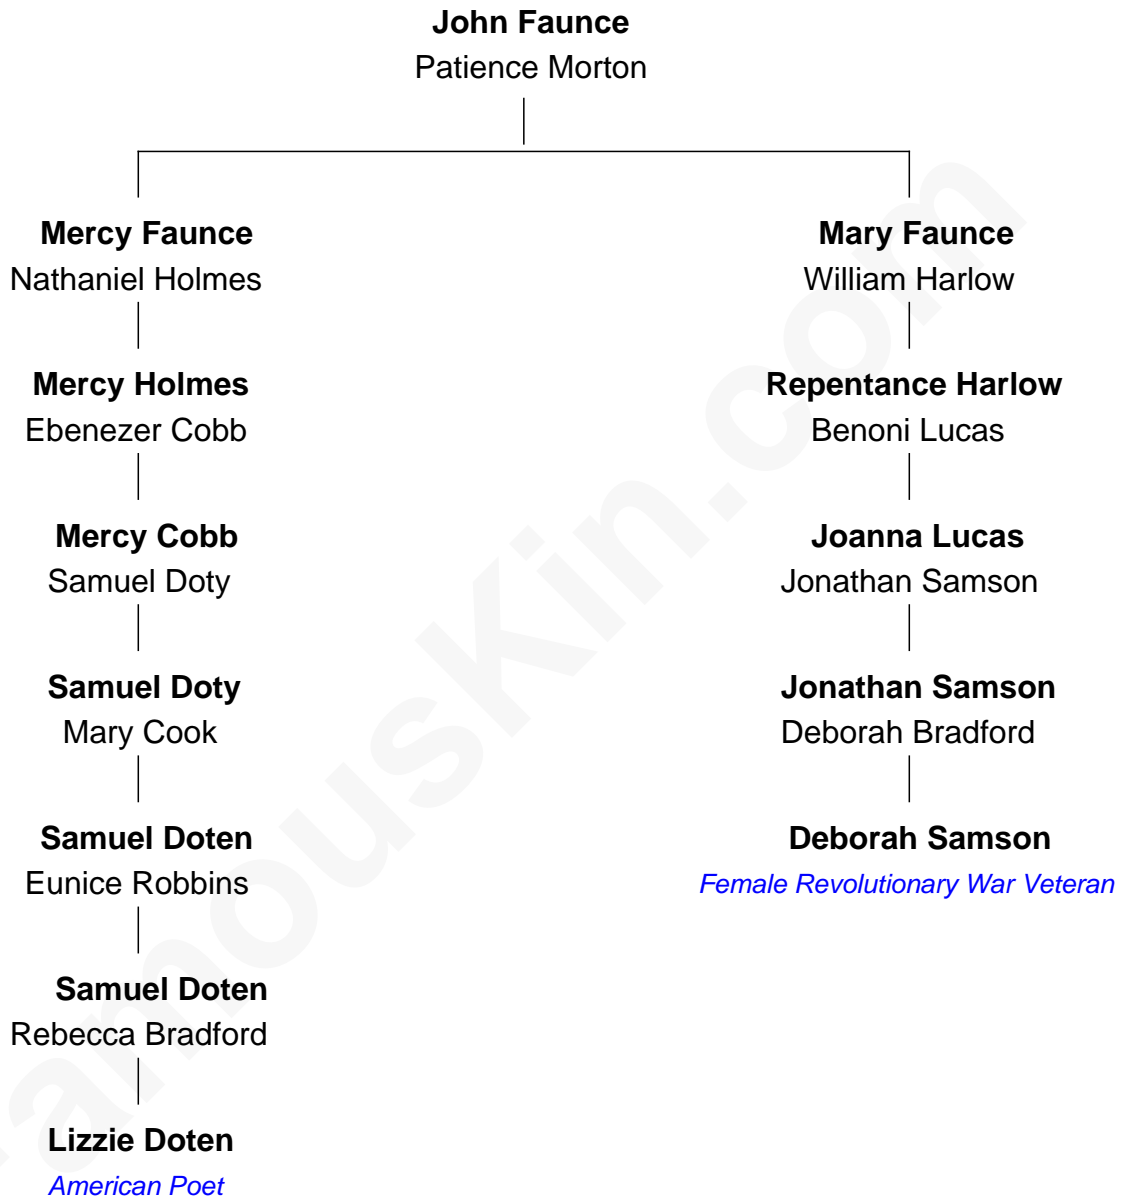 John Faunce
Patience Morton
Mercy Faunce
Nathaniel Holmes
Mary Faunce
William Harlow
Mercy Holmes
Ebenezer Cobb
Repentance Harlow
Benoni Lucas
Mercy Cobb
Samuel Doty
Joanna Lucas
Jonathan Samson
Samuel Doty
Mary Cook
Jonathan Samson
Deborah Bradford
Samuel Doten
Eunice Robbins
Deborah Samson
Female Revolutionary War Veteran
Samuel Doten
Rebecca Bradford
Lizzie Doten
American Poet
FamousKin.com